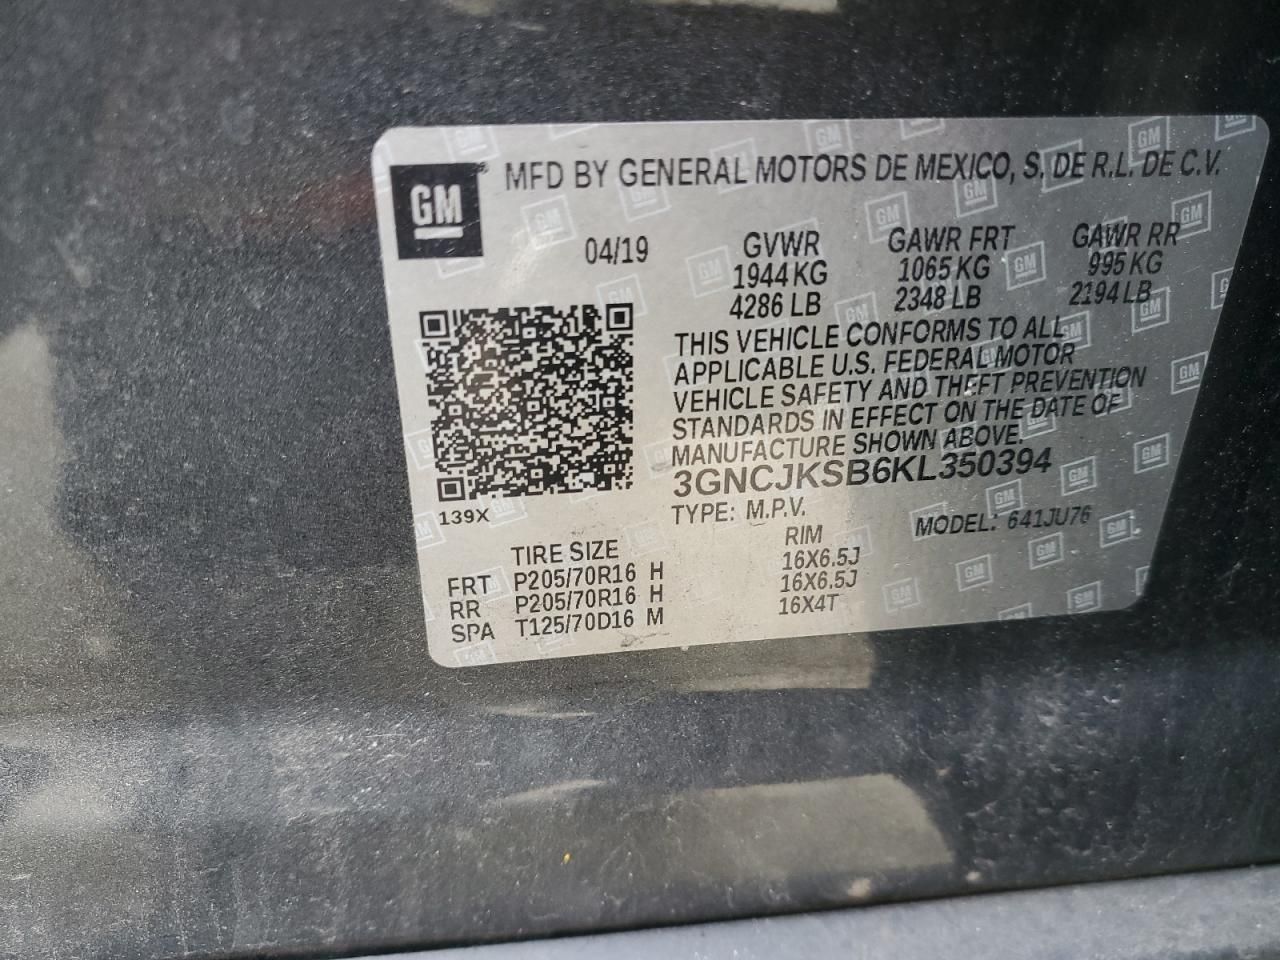 GM
MFD BY GENERAL MOTORS DE MEXICO, S. DE R.L. DE C.V.
04/19
GVWR GAWR FRT GAWR RR
1944 KG 1065 KG 995 KG
4286 LB 2348 LB 2194 LB
THIS VEHICLE CONFORMS TO ALL
APPLICABLE U.S. FEDERAL MOTOR
VEHICLE SAFETY AND THEFT PREVENTION
STANDARDS IN EFFECT ON THE DATE OF
MANUFACTURE SHOWN ABOVE.
3GNCJKSB6KL350394
139X
TYPE: M.P.V. MODEL: 641JU76
TIRE SIZE RIM
FRT P205/70R16 H 16X6.5J
RR P205/70R16 H 16X6.5J
SPA T125/70D16 M 16X4T